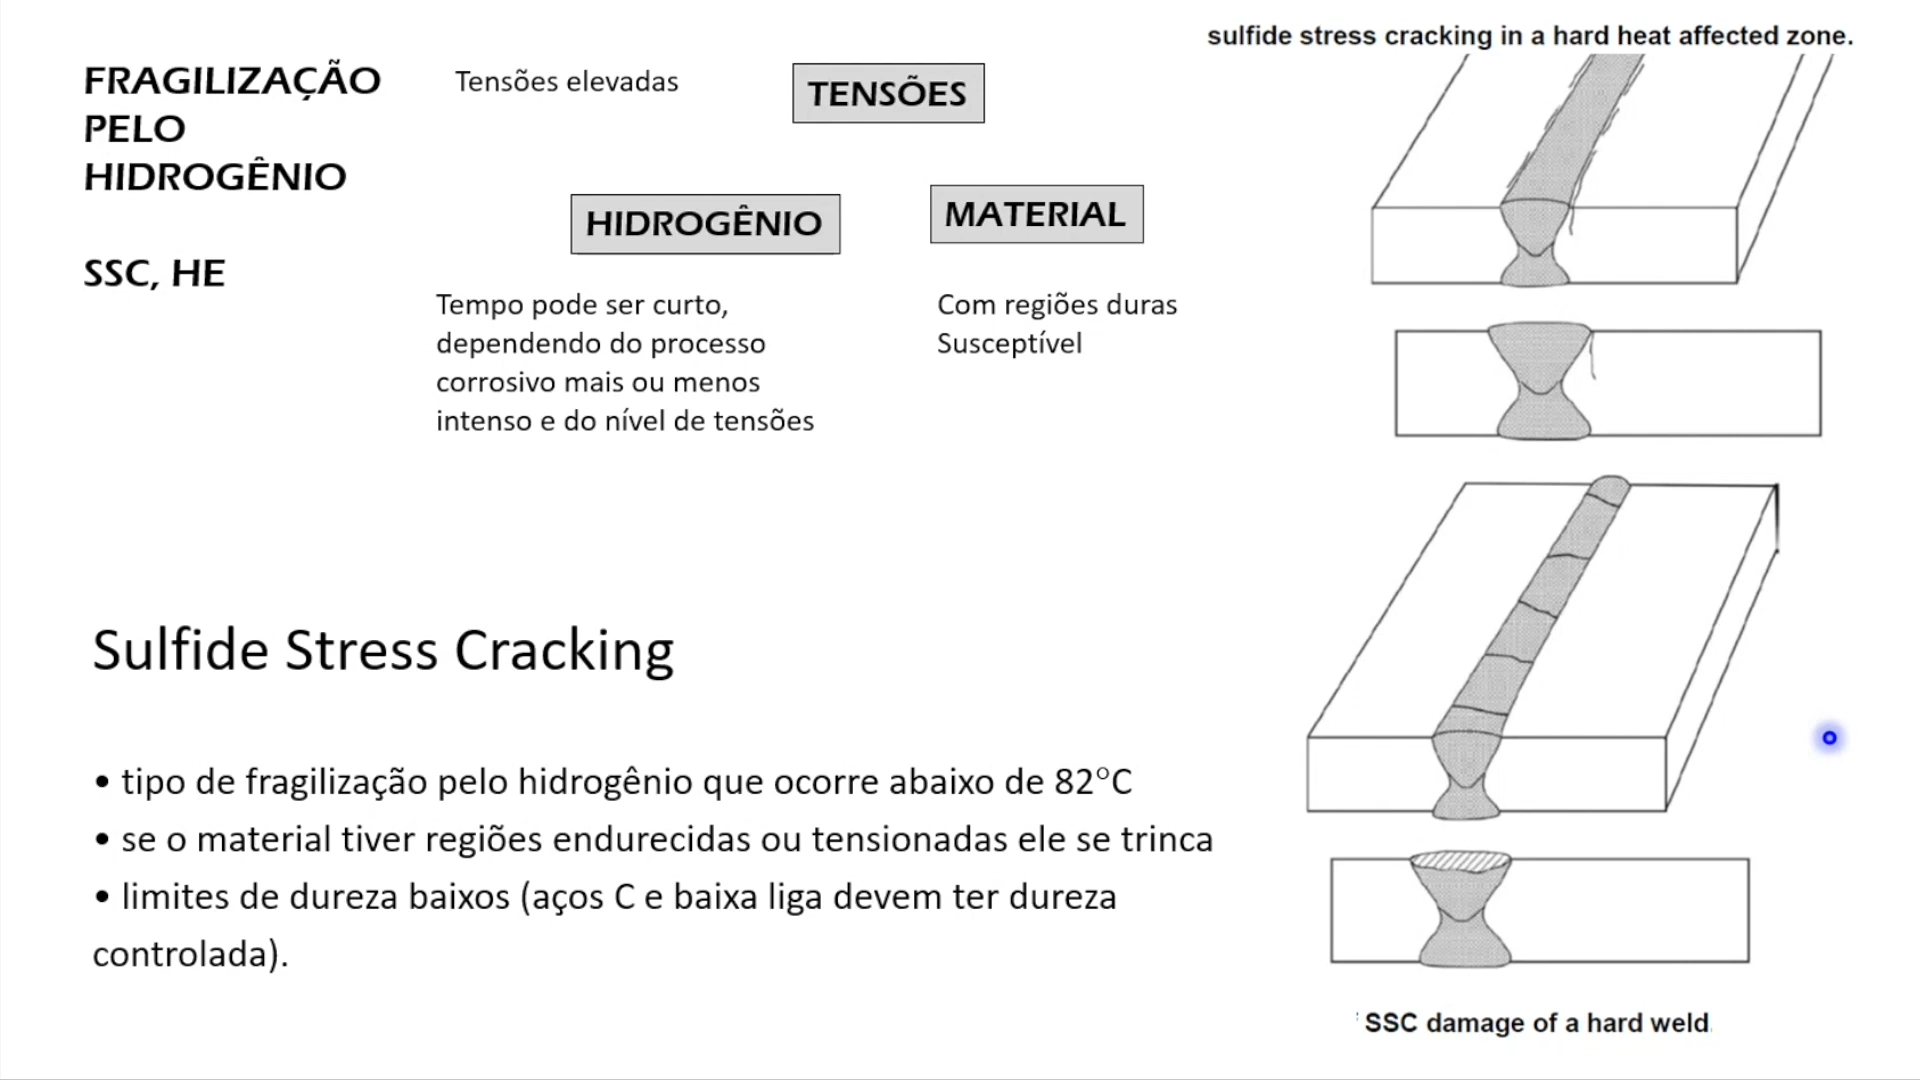 sulfide stress cracking in a hard heat affected zone.
FRAGILIZAÇÃO
PELO
HIDROGÊNIO
SSC, HE
Tensões elevadas
TENSÕES
HIDROGÊNIO
MATERIAL
Tempo pode ser curto,
dependendo do processo
corrosivo mais ou menos
intenso e do nível de tensões
Com regiões duras
Susceptível
Sulfide Stress Cracking
• tipo de fragilização pelo hidrogênio que ocorre abaixo de 82°C
• se o material tiver regiões endurecidas ou tensionadas ele se trinca
• limites de dureza baixos (aços C e baixa liga devem ter dureza
controlada).
SSC damage of a hard weld